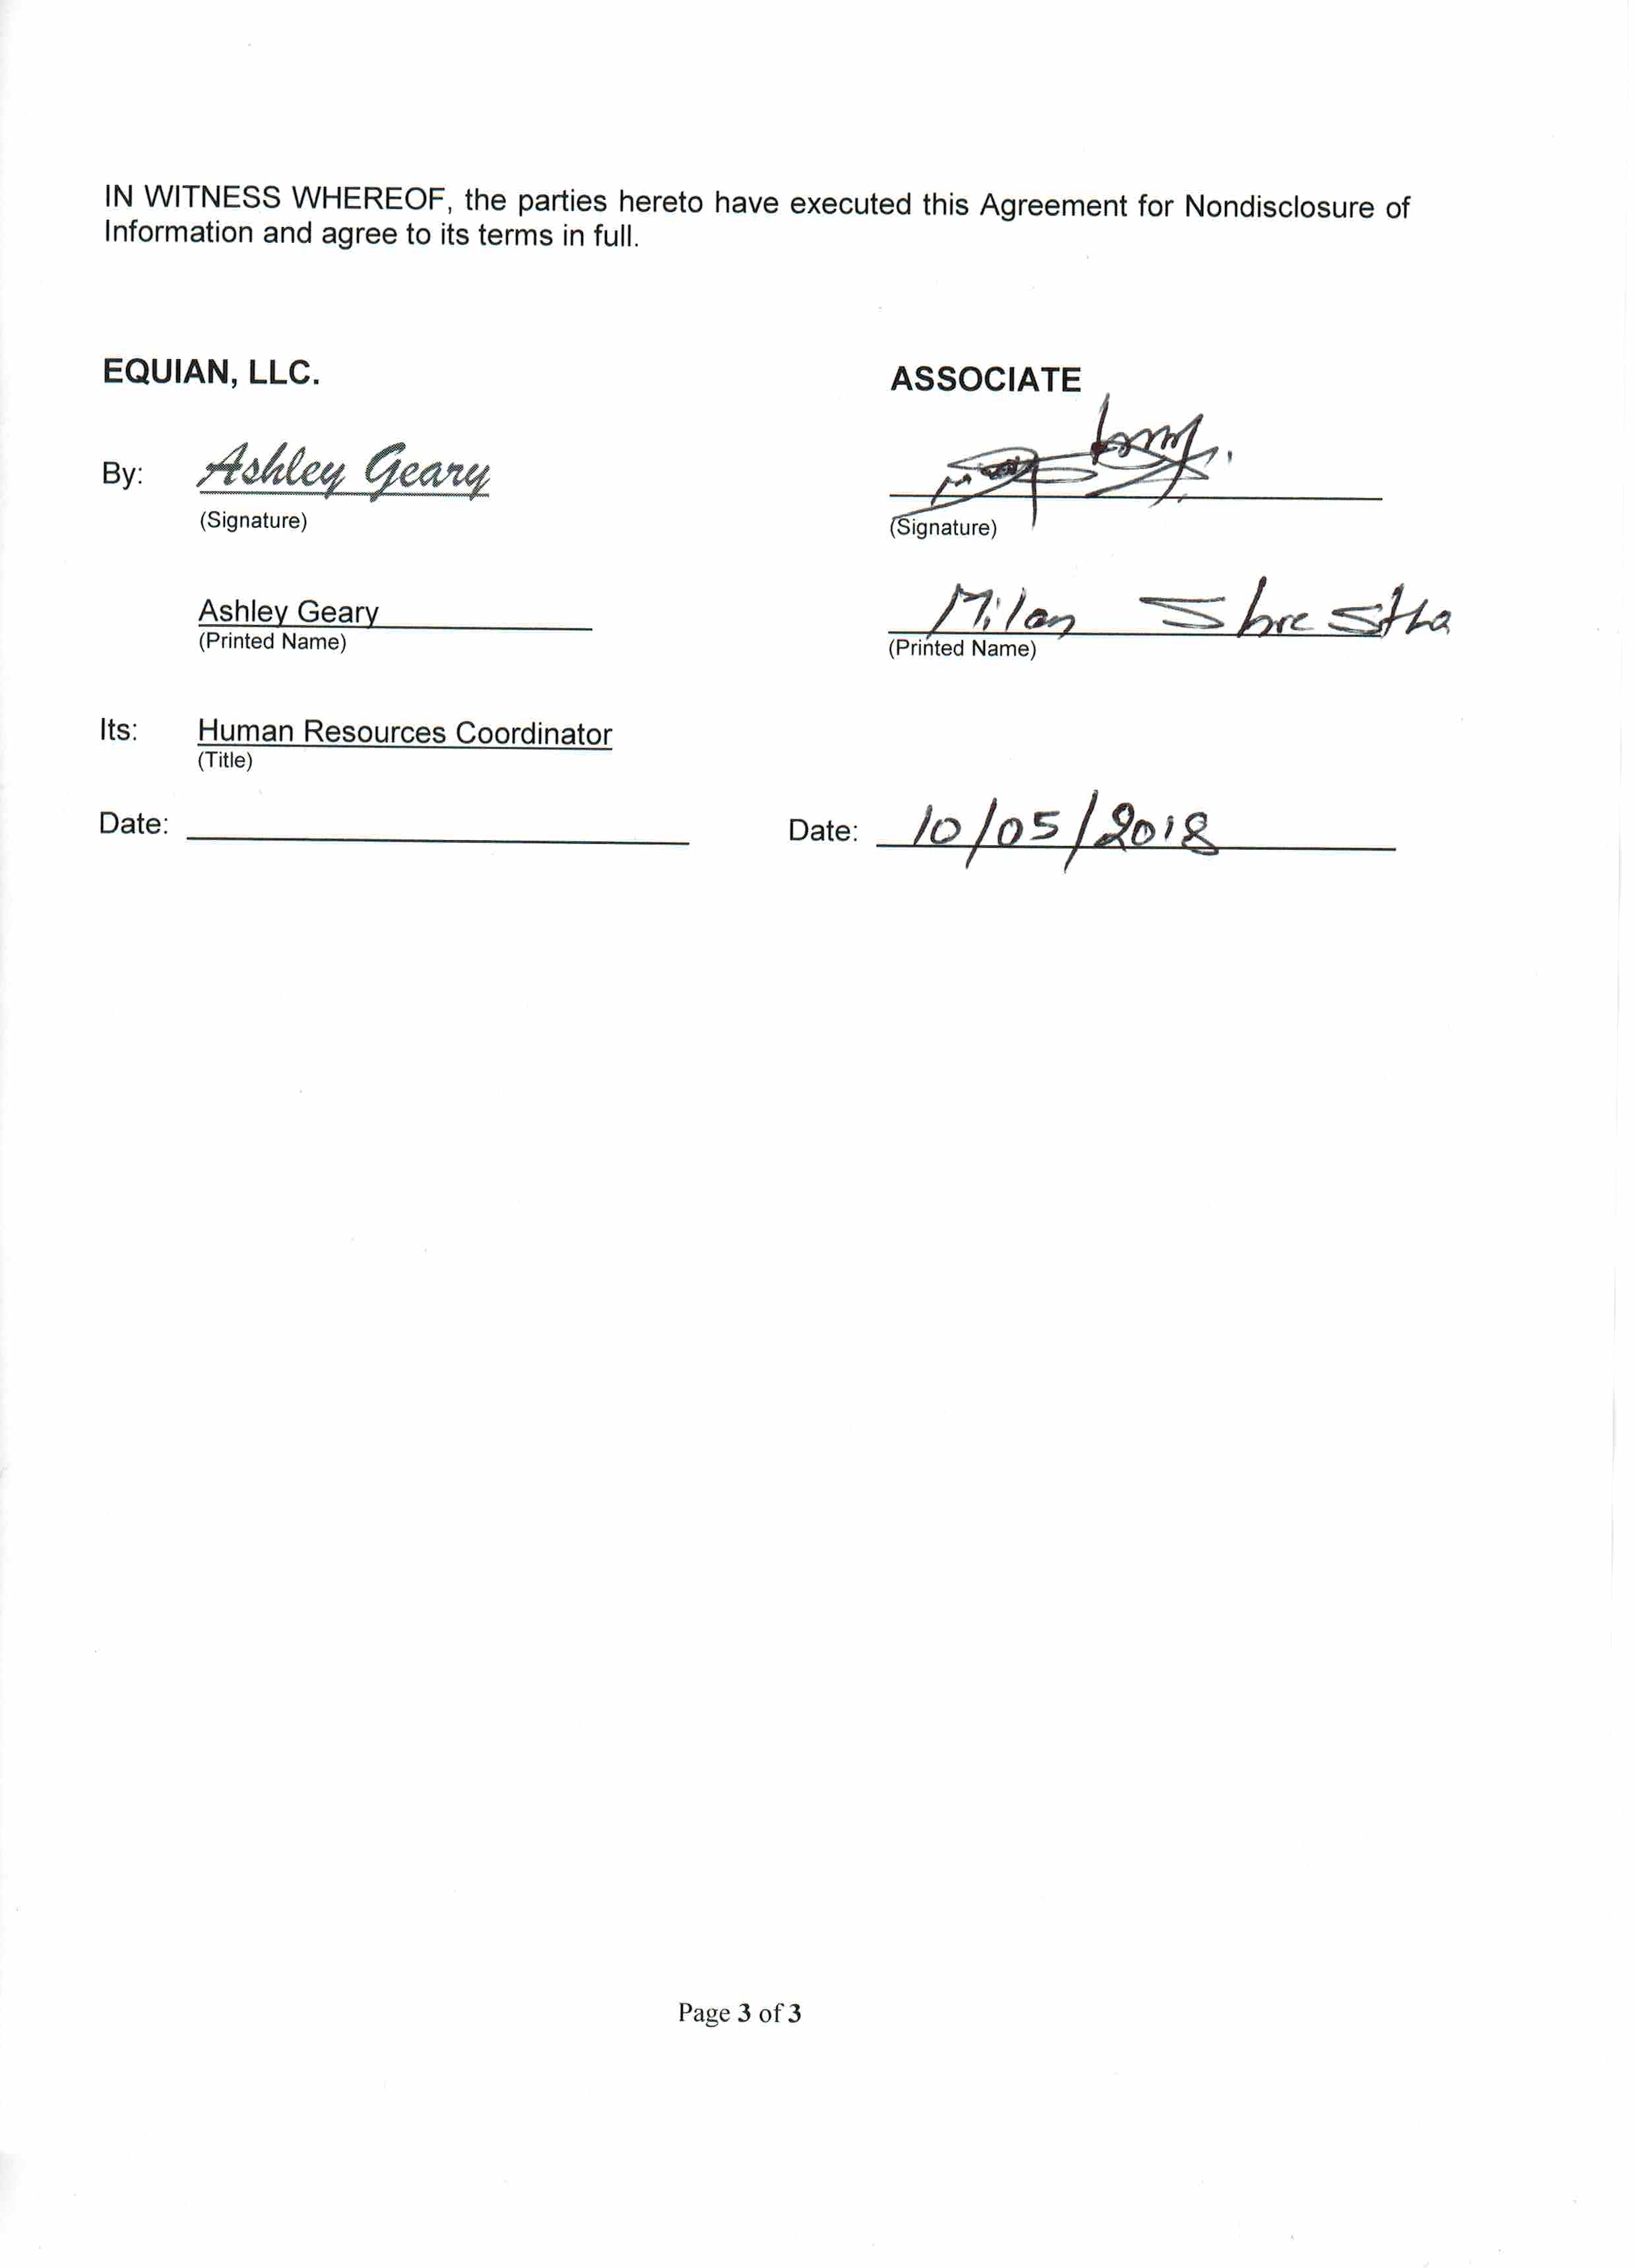 IN WITNESS WHEREOF, the parties hereto have executed this Agreement for Nondisclosure of
Information and agree to its terms in full.
EQUIAN, LLC.
By: Ashley Geary
(Signature)
Ashley Geary
(Printed Name)
Its: Human Resources Coordinator
(Title)
Date:
ASSOCIATE
(Signature)
Milan Shrestha
(Printed Name)
Date: 10/05/2018
Page 3 of 3